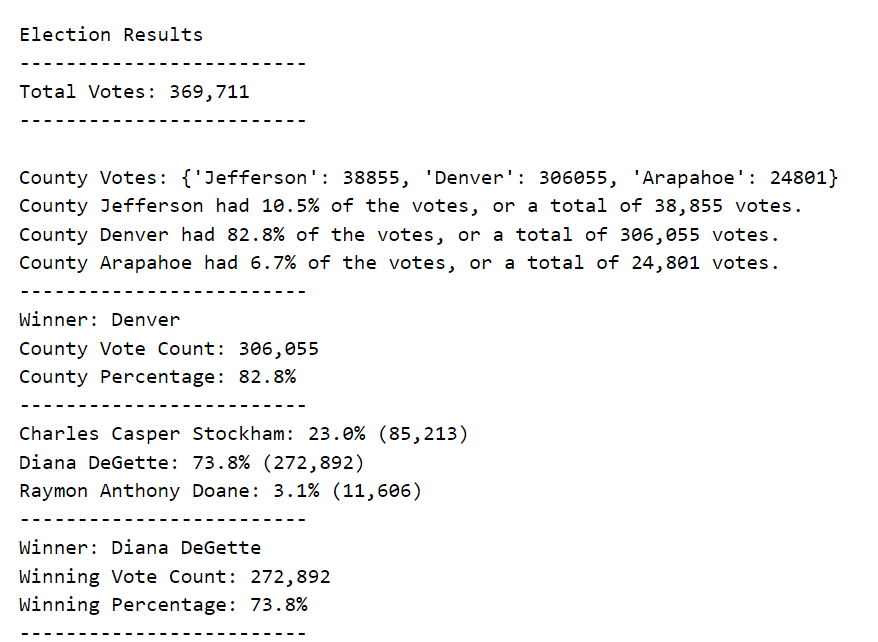 Election Results
-------------------------
Total Votes: 369,711
-------------------------
County Votes: {'Jefferson': 38855, 'Denver': 306055, 'Arapahoe': 24801}
County Jefferson had 10.5% of the votes, or a total of 38,855 votes.
County Denver had 82.8% of the votes, or a total of 306,055 votes.
County Arapahoe had 6.7% of the votes, or a total of 24,801 votes.
-------------------------
Winner: Denver
County Vote Count: 306,055
County Percentage: 82.8%
-------------------------
Charles Casper Stockham: 23.0% (85,213)
Diana DeGette: 73.8% (272,892)
Raymon Anthony Doane: 3.1% (11,606)
-------------------------
Winner: Diana DeGette
Winning Vote Count: 272,892
Winning Percentage: 73.8%
-------------------------